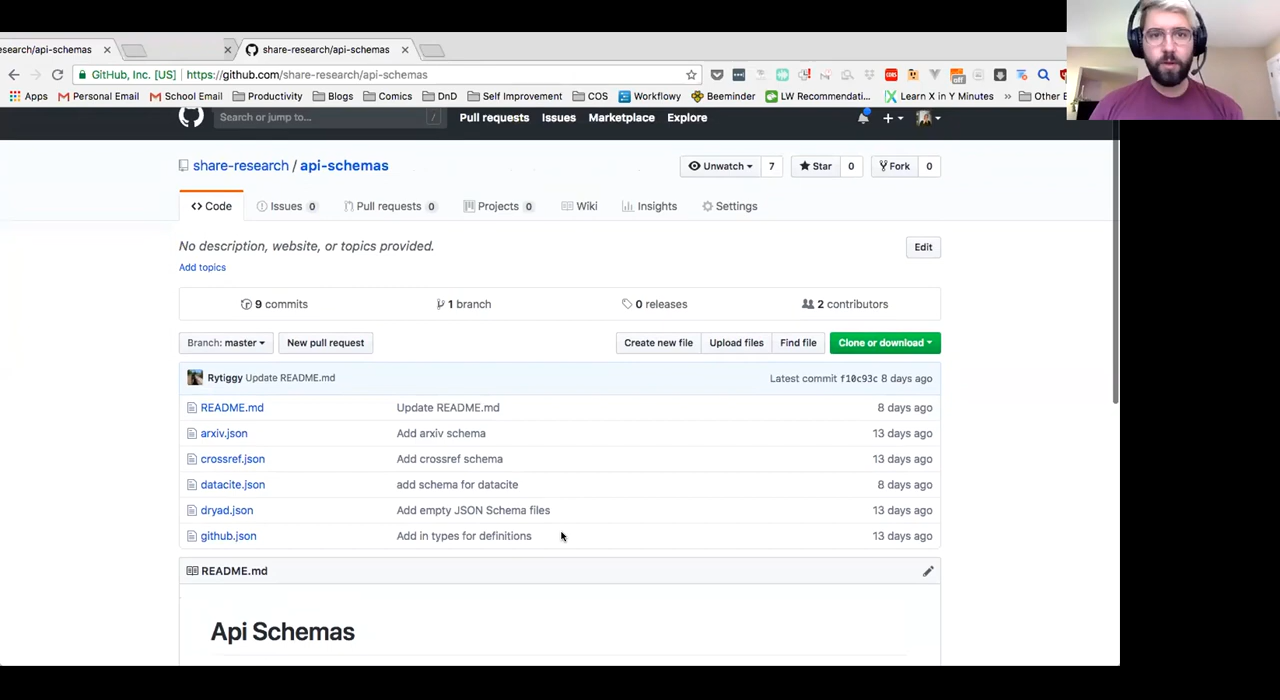 esearch/api-schemas
share-research/api-schemas
GitHub, Inc. [US] https://github.com/share-research/api-schemas
Apps Personal Email School Email Productivity Blogs Comics DnD Self Improvement COS Workflowy Beeminder LW Recommendati... Learn X in Y Minutes » Other B
Search or jump to... / Pull requests Issues Marketplace Explore
share-research / api-schemas Unwatch 7 Star 0 Fork 0
Code Issues 0 Pull requests 0 Projects 0 Wiki Insights Settings
No description, website, or topics provided. Edit
Add topics
9 commits 1 branch 0 releases 2 contributors
Branch: master New pull request Create new file Upload files Find file Clone or download
Rytiggy Update README.md Latest commit f10c93c 8 days ago
README.md Update README.md 8 days ago
arxiv.json Add arxiv schema 13 days ago
crossref.json Add crossref schema 13 days ago
datacite.json add schema for datacite 8 days ago
dryad.json Add empty JSON Schema files 13 days ago
github.json Add in types for definitions 13 days ago
README.md
Api Schemas